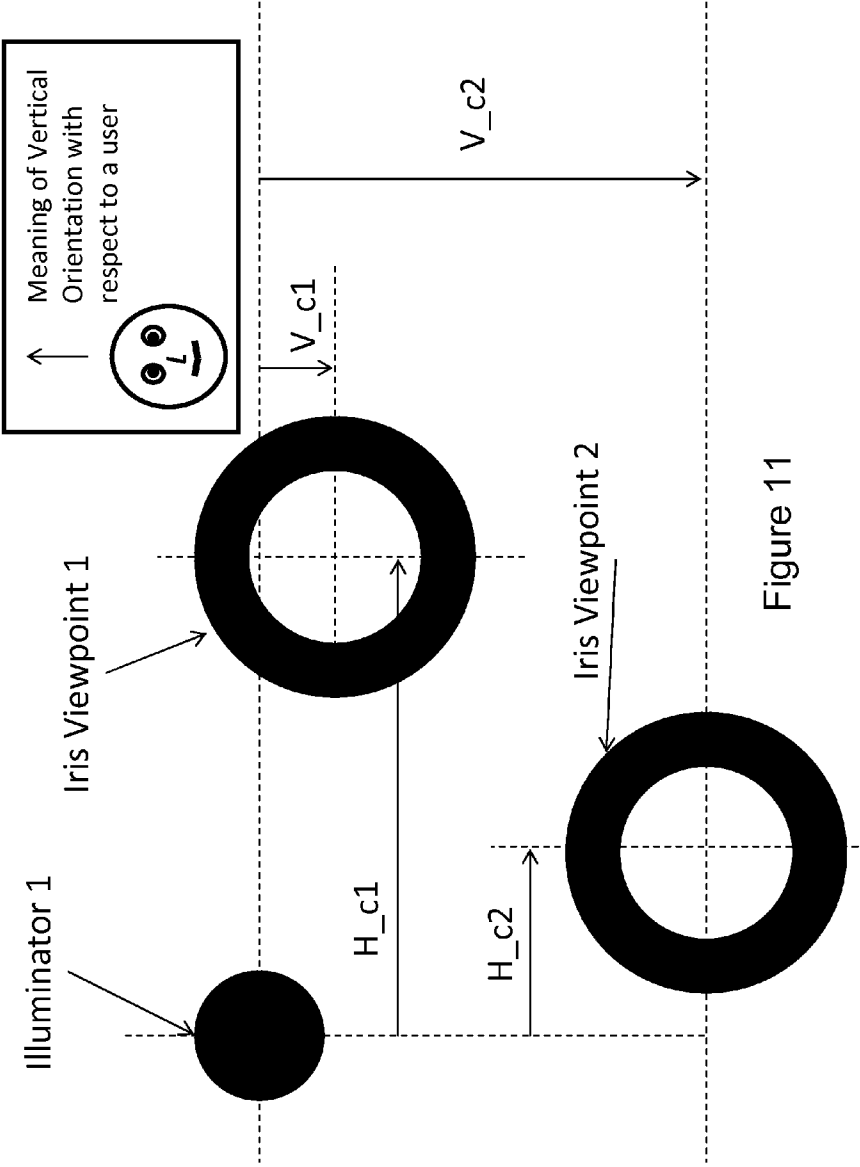 Illuminator 1
Iris Viewpoint 1
Meaning of Vertical
Orientation with
respect to a user
V_c1
H_c1
V_c2
H_c2
Iris Viewpoint 2
Figure 11